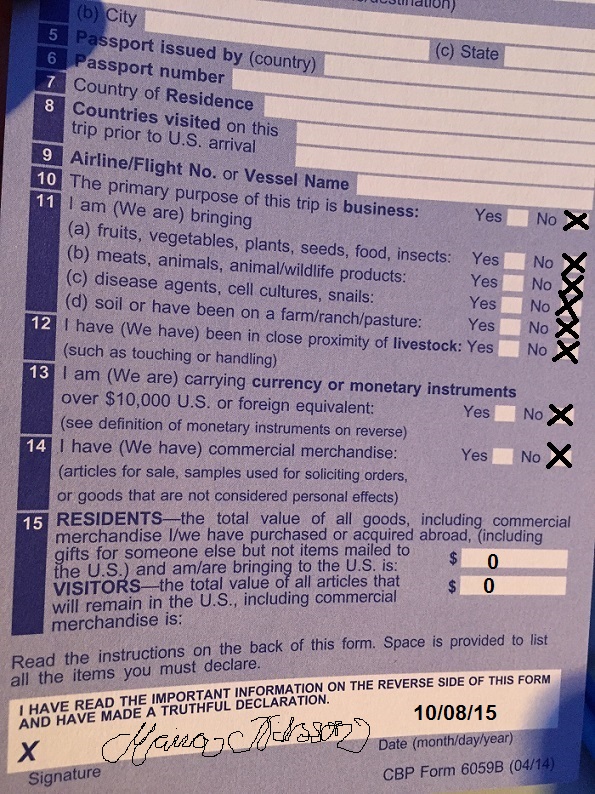 (b) City
5 Passport issued by (country) (c) State
6 Passport number
7 Country of Residence
8 Countries visited on this
trip prior to U.S. arrival
9 Airline/Flight No. or Vessel Name
10 The primary purpose of this trip is business: Yes No X
11 I am (We are) bringing
(a) fruits, vegetables, plants, seeds, food, insects: Yes No X
(b) meats, animals, animal/wildlife products: Yes No X
(c) disease agents, cell cultures, snails: Yes No X
(d) soil or have been on a farm/ranch/pasture: Yes No X
12 I have (We have) been in close proximity of livestock: Yes No X
(such as touching or handling)
13 I am (We are) carrying currency or monetary instruments
over $10,000 U.S. or foreign equivalent: Yes No X
(see definition of monetary instruments on reverse)
14 I have (We have) commercial merchandise: Yes No X
(articles for sale, samples used for soliciting orders,
or goods that are not considered personal effects)
15 RESIDENTS—the total value of all goods, including commercial
merchandise I/we have purchased or acquired abroad, (including
gifts for someone else but not items mailed to
the U.S.) and am/are bringing to the U.S. is: $ 0
VISITORS—the total value of all articles that $ 0
will remain in the U.S., including commercial
merchandise is:
Read the instructions on the back of this form. Space is provided to list
all the items you must declare.
I HAVE READ THE IMPORTANT INFORMATION ON THE REVERSE SIDE OF THIS FORM
AND HAVE MADE A TRUTHFUL DECLARATION.
10/08/15
X
Signature Date (month/day/year)
CBP Form 6059B (04/14)